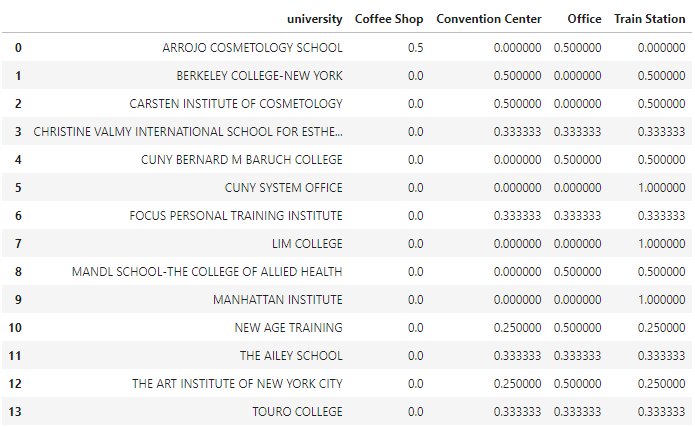 university Coffee Shop Convention Center Office Train Station
0 ARROJO COSMETOLOGY SCHOOL 0.5 0.000000 0.500000 0.000000
1 BERKELEY COLLEGE-NEW YORK 0.0 0.500000 0.000000 0.500000
2 CARSTEN INSTITUTE OF COSMETOLOGY 0.0 0.500000 0.000000 0.500000
3 CHRISTINE VALMY INTERNATIONAL SCHOOL FOR ESTHE... 0.0 0.333333 0.333333 0.333333
4 CUNY BERNARD M BARUCH COLLEGE 0.0 0.000000 0.500000 0.500000
5 CUNY SYSTEM OFFICE 0.0 0.000000 0.000000 1.000000
6 FOCUS PERSONAL TRAINING INSTITUTE 0.0 0.333333 0.333333 0.333333
7 LIM COLLEGE 0.0 0.000000 0.000000 1.000000
8 MANDL SCHOOL-THE COLLEGE OF ALLIED HEALTH 0.0 0.000000 0.500000 0.500000
9 MANHATTAN INSTITUTE 0.0 0.000000 0.000000 1.000000
10 NEW AGE TRAINING 0.0 0.250000 0.500000 0.250000
11 THE AILEY SCHOOL 0.0 0.333333 0.333333 0.333333
12 THE ART INSTITUTE OF NEW YORK CITY 0.0 0.250000 0.500000 0.250000
13 TOURO COLLEGE 0.0 0.333333 0.333333 0.333333